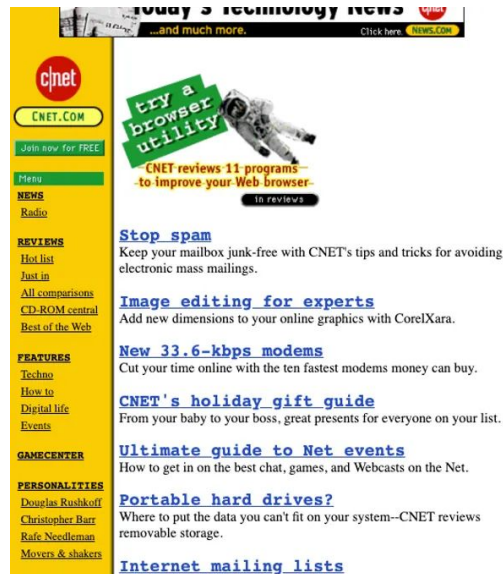 Today's Technology News
...and much more.
Click here. NEWS.COM
c|net
CNET.COM
Join now for FREE
Menu
NEWS
Radio
REVIEWS
Hot list
Just in
All comparisons
CD-ROM central
Best of the Web
FEATURES
Techno
How to
Digital life
Events
GAMECENTER
PERSONALITIES
Douglas Rushkoff
Christopher Barr
Rafe Needleman
Movers & shakers
try a
browser
utility
CNET reviews 11 programs
to improve your Web browser
in reviews
Stop spam
Keep your mailbox junk-free with CNET's tips and tricks for avoiding
electronic mass mailings.
Image editing for experts
Add new dimensions to your online graphics with CorelXara.
New 33.6-kbps modems
Cut your time online with the ten fastest modems money can buy.
CNET's holiday gift guide
From your baby to your boss, great presents for everyone on your list.
Ultimate guide to Net events
How to get in on the best chat, games, and Webcasts on the Net.
Portable hard drives?
Where to put the data you can't fit on your system--CNET reviews
removable storage.
Internet mailing lists